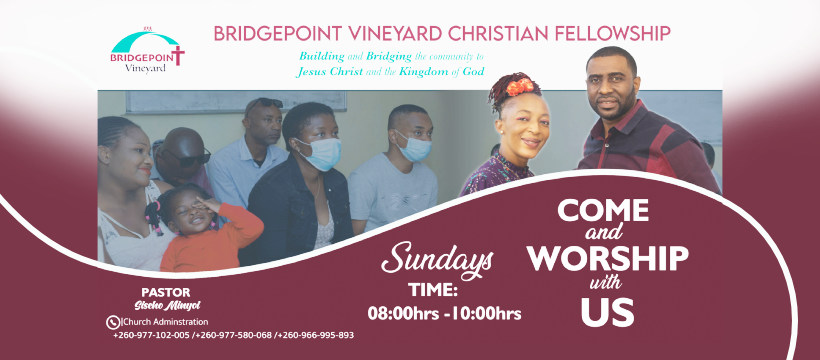 BRIDGEPOINT
Vineyard
BRIDGEPOINT VINEYARD CHRISTIAN FELLOWSHIP
Building and Bridging the community to
Jesus Christ and the Kingdom of God
COME
and
WORSHIP
with
US
Sundays
TIME:
08:00hrs -10:00hrs
PASTOR
|Church Adminstration
+260-977-102-005 /+260-977-580-068 /+260-966-995-893